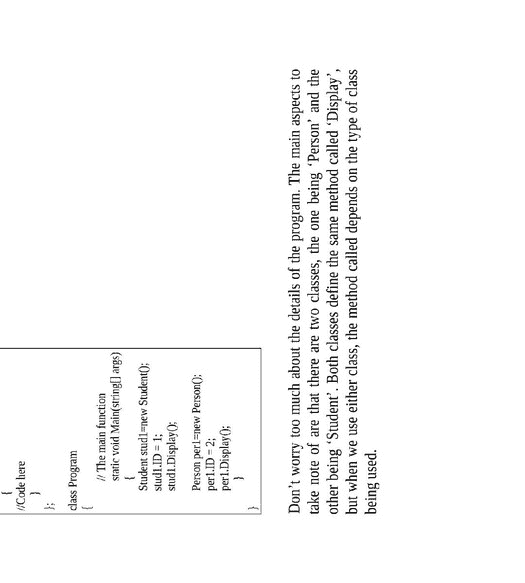 {
//Code here
}
};
class Program
{
// The main function
static void Main(string[] args)
{
Student stud1=new Student();
stud1.ID = 1;
stud1.Display();
Person per1=new Person();
per1.ID = 2;
per1.Display();
}
}
Don't worry too much about the details of the program. The main aspects to
take note of are that there are two classes, the one being ‘Person’ and the
other being ‘Student’. Both classes define the same method called ‘Display’,
but when we use either class, the method called depends on the type of class
being used.